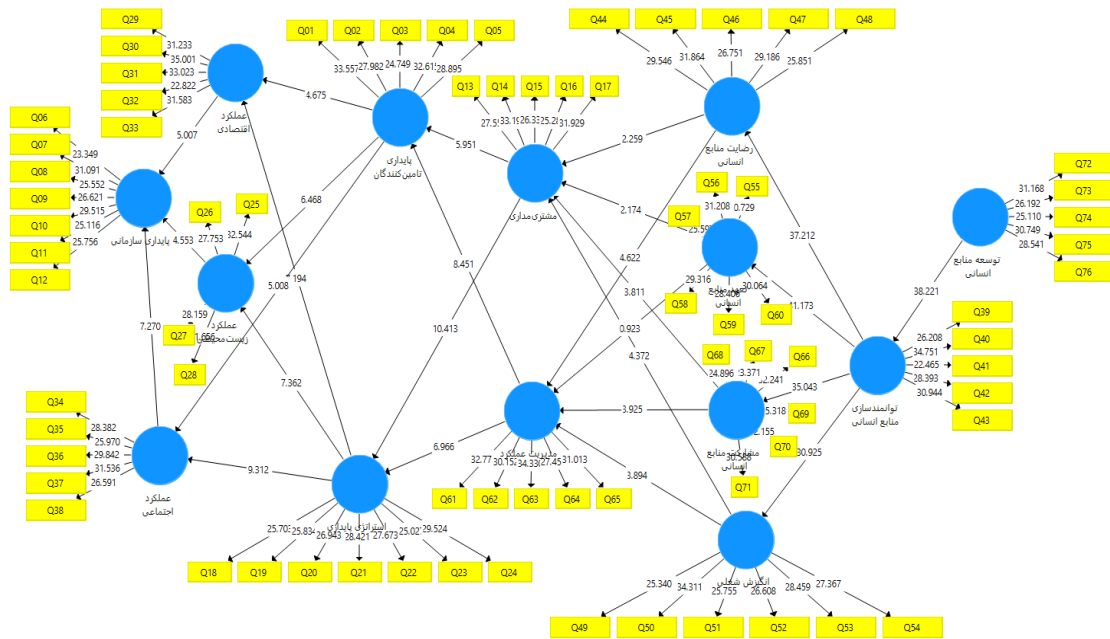 Q29
Q30
Q31
Q32
Q33
31.233
35.001
33.023
22.822
31.583
عملکرد
اقتصادی
Q01
Q02
Q03
Q04
Q05
33.557
27.982
24.749
28.895
4.675
پایداری
تامین‌کنندگان
Q13
Q14
Q15
Q16
Q17
31.929
5.951
مشتری‌مداری
Q44
Q45
Q46
Q47
Q48
29.546
31.864
26.751
29.186
25.851
رضایت منابع
انسانی
2.259
Q06
Q07
Q08
Q09
Q10
Q11
Q12
23.349
31.091
25.552
26.621
29.515
25.116
25.756
5.007
پایداری سازمانی
4.553
Q26
Q25
27.753
32.544
Q27
Q28
28.159
عملکرد
6.468
5.008
7.270
7.362
8.451
10.413
Q56
Q55
Q57
31.208
2.174
29.316
30.064
Q58
Q59
Q60
انسانی
4.622
3.811
0.923
4.372
37.212
41.173
Q72
Q73
Q74
Q75
Q76
31.168
26.192
25.110
30.749
28.541
توسعه منابع
انسانی
38.221
Q39
Q40
Q41
Q42
Q43
26.208
34.751
22.465
28.393
30.944
توانمندسازی
منابع انسانی
35.043
30.925
Q68
Q67
Q66
24.896
Q69
Q70
Q71
انسانی
3.925
3.894
Q34
Q35
Q36
Q37
Q38
28.382
25.970
29.842
31.536
26.591
عملکرد
اجتماعی
9.312
6.966
مدیریت عملکرد
31.013
Q61
Q62
Q63
Q64
Q65
استراتژی پایداری
26.943
28.421
27.673
29.524
Q18
Q19
Q20
Q21
Q22
Q23
Q24
انگیزش شغلی
25.340
34.311
25.755
26.608
28.459
27.367
Q49
Q50
Q51
Q52
Q53
Q54